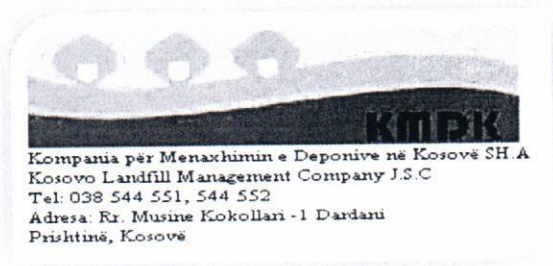 KMDK
Kompania për Menaxhimin e Deponive në Kosovë SH.A
Kosovo Landfill Management Company J.S.C
Tel: 038 544 551, 544 552
Adresa: Rr. Musine Kokollari -1 Dardani
Prishtinë, Kosovë